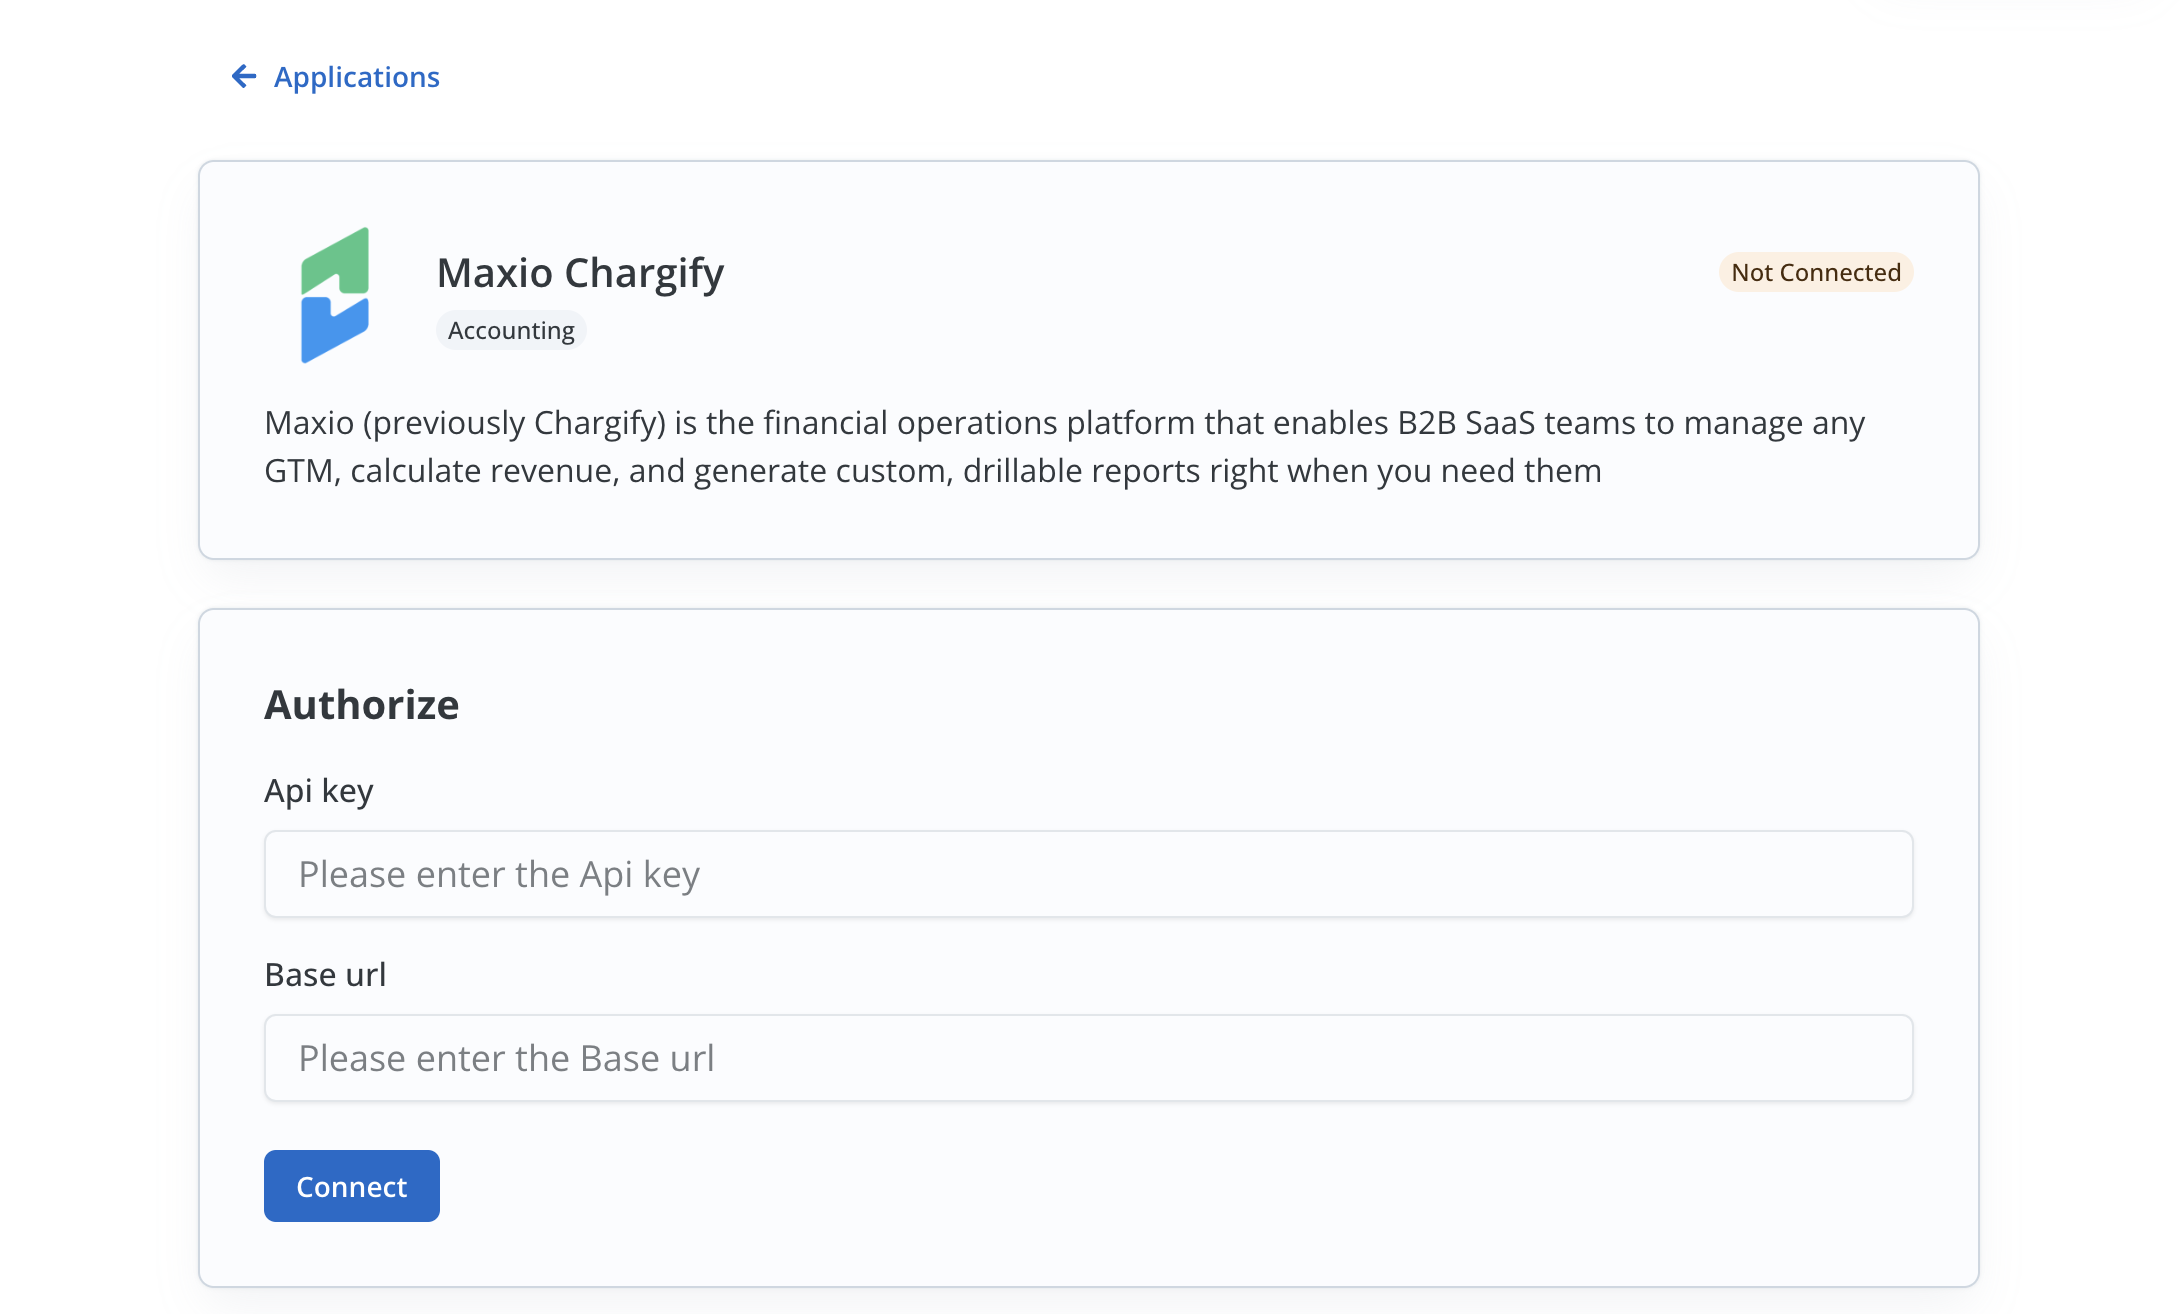 Applications
Maxio Chargify
Not Connected
Accounting
Maxio (previously Chargify) is the financial operations platform that enables B2B SaaS teams to manage any
GTM, calculate revenue, and generate custom, drillable reports right when you need them
Authorize
Api key
Please enter the Api key
Base url
Please enter the Base url
Connect